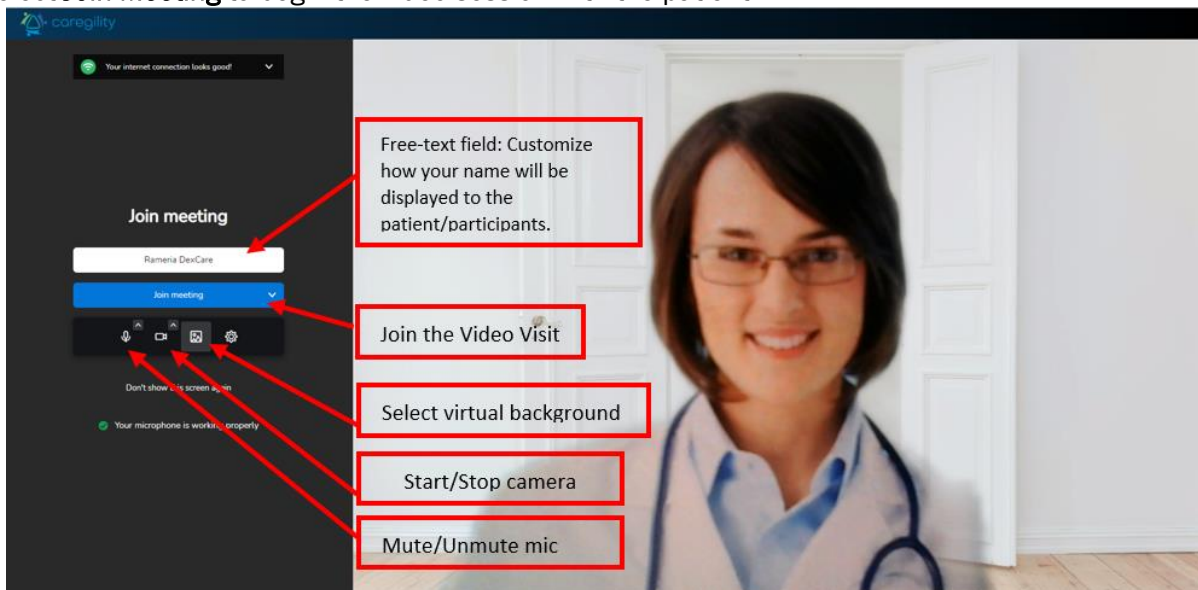 caregility
Your internet connection looks good!
Free-text field: Customize
how your name will be
displayed to the
patient/participants.
Join meeting
Rameria DexCare
Join meeting
Join the Video Visit
Don't show this screen again
Select virtual background
Your microphone is working properly
Start/Stop camera
Mute/Unmute mic